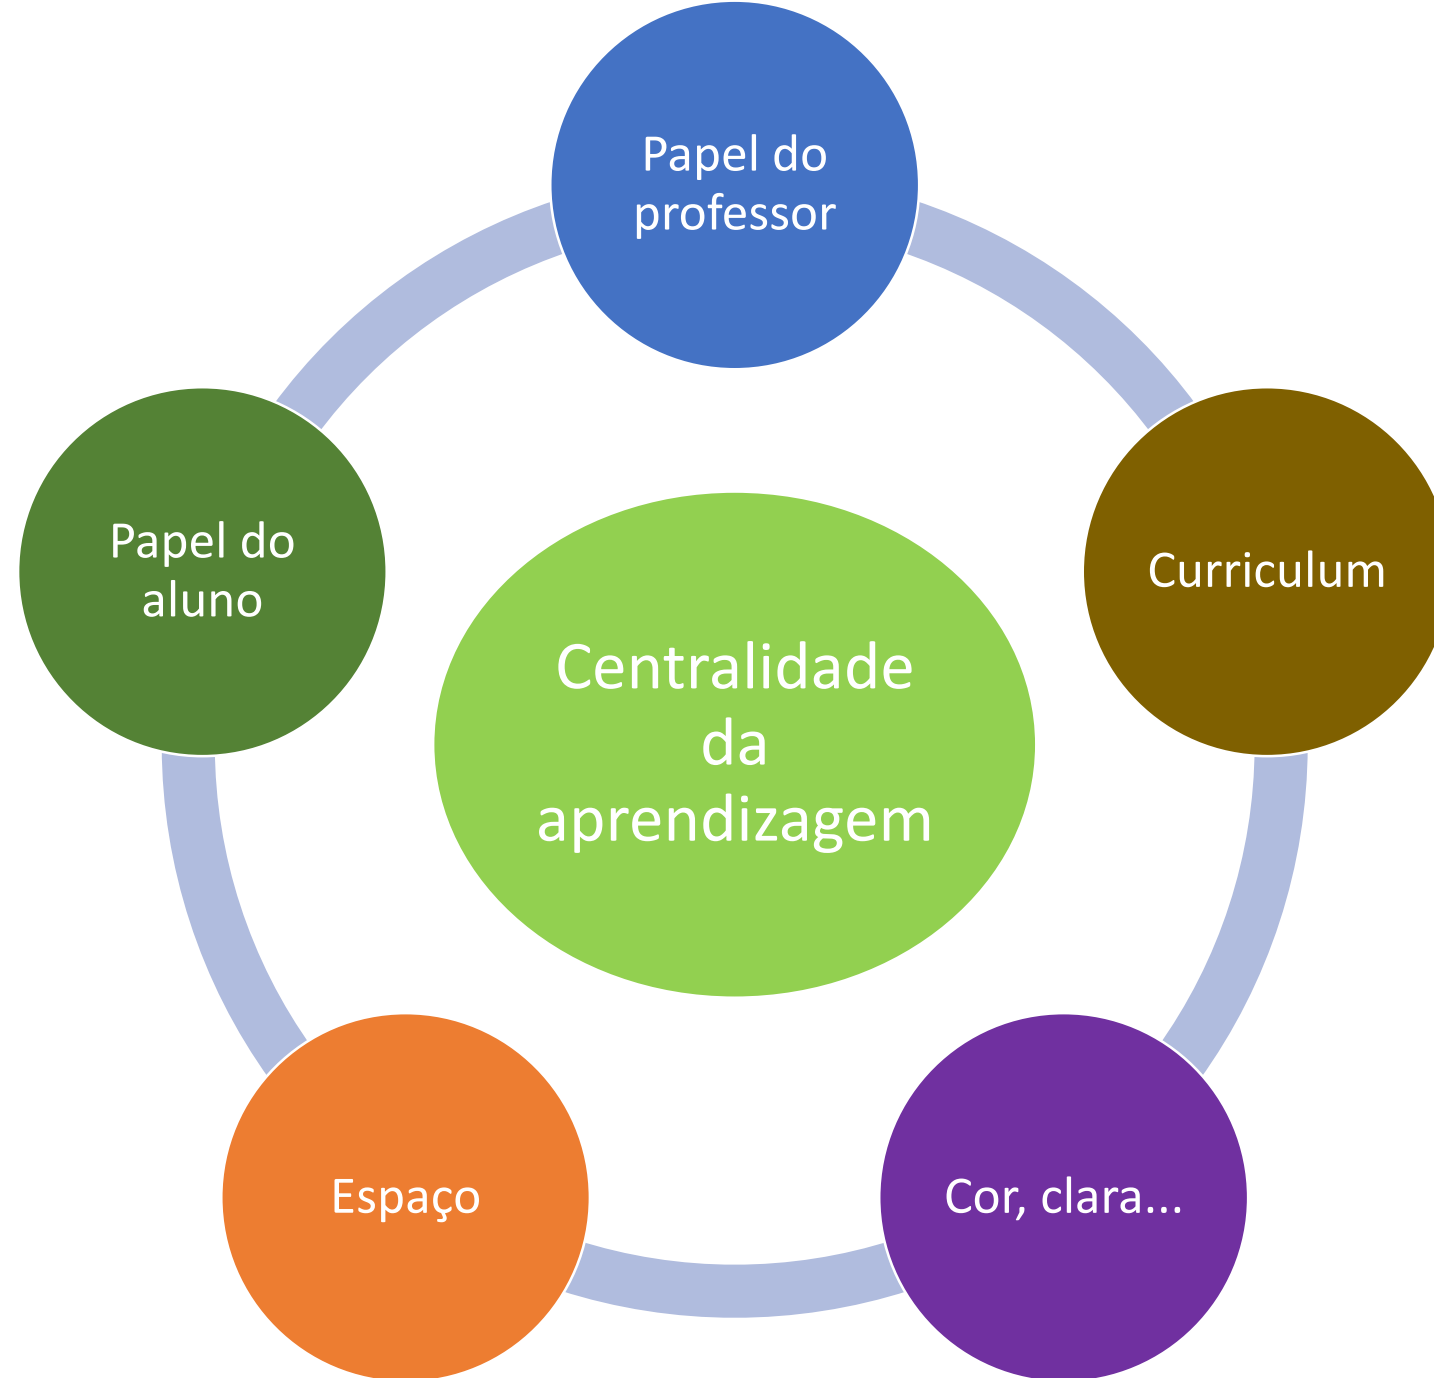 Papel do
professor
Papel do
aluno
Curriculum
Centralidade
da
aprendizagem
Espaço
Cor, clara...